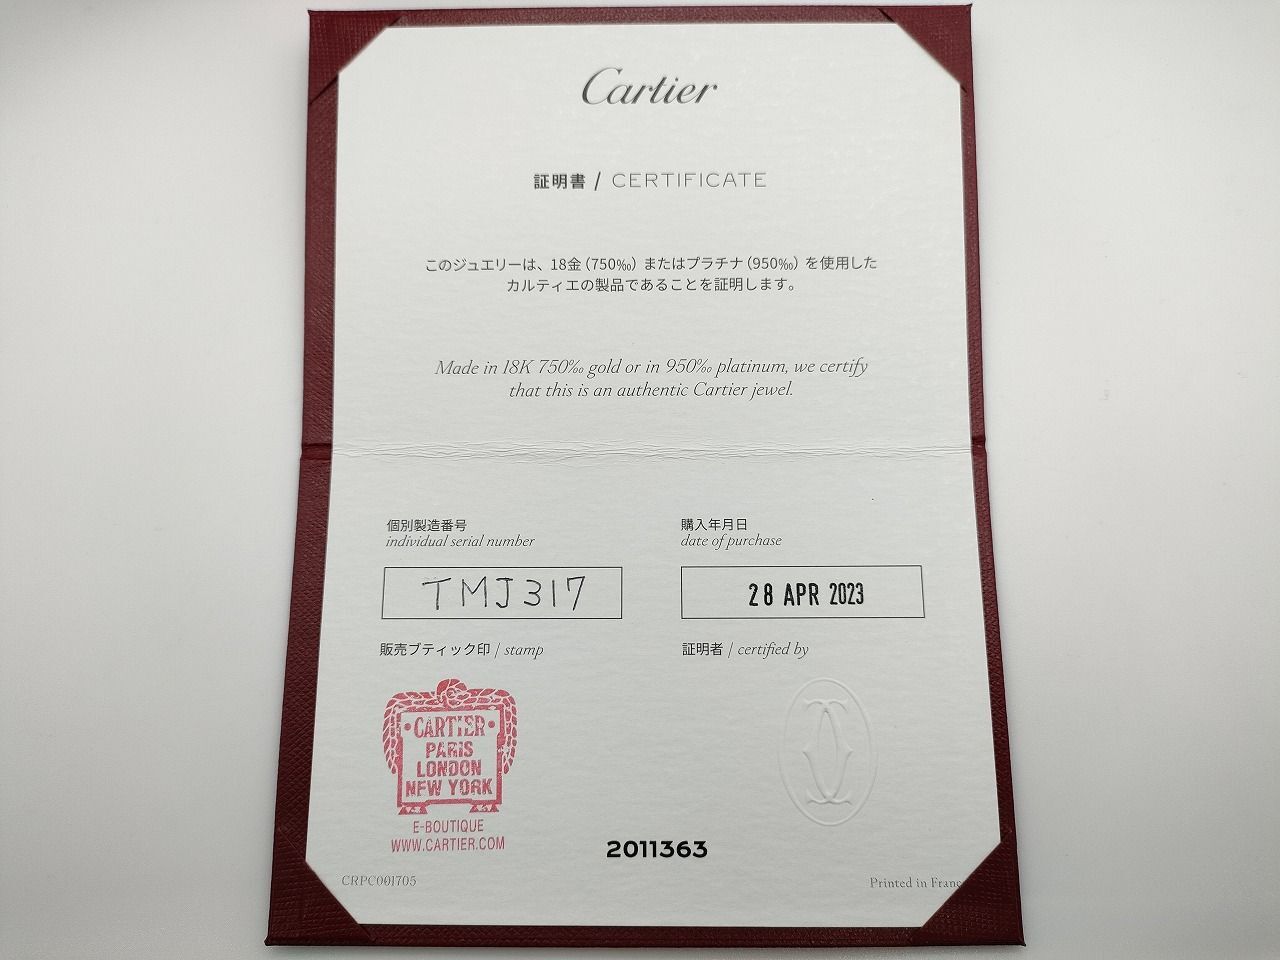 Cartier
証明書 / CERTIFICATE
このジュエリーは、18金（750‰）またはプラチナ（950‰）を使用した
カルティエの製品であることを証明します。
Made in 18K 750‰ gold or in 950‰ platinum, we certify
that this is an authentic Cartier jewel.
個別製造番号
individual serial number
TMJ317
購入年月日
date of purchase
28 APR 2023
販売ブティック印 / stamp
CARTIER
PARIS
LONDON
NEW YORK
E-BOUTIQUE
WWW.CARTIER.COM
証明者 / certified by
2011363
CRPC001705
Printed in Franc